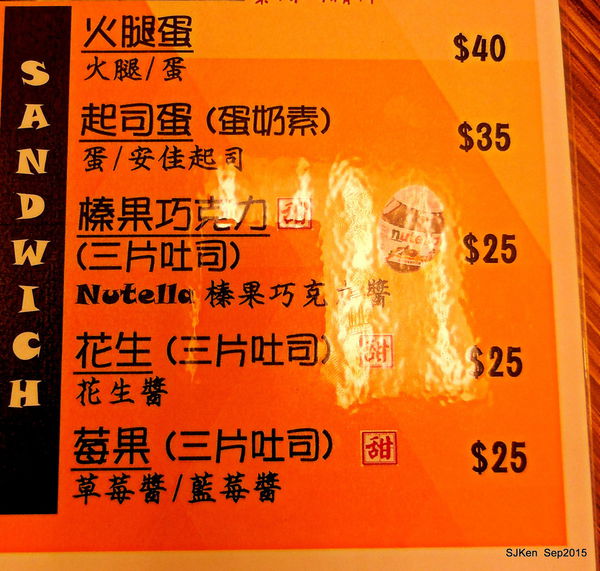 SANDWICH
火腿蛋 $40
火腿/蛋
起司蛋 (蛋奶素) $35
蛋/安佳起司
榛果巧克力 甜
(三片吐司) $25
nutella
Nutella 榛果巧克力醬
花生 (三片吐司) 甜 $25
花生醬
莓果 (三片吐司) 甜 $25
草莓醬/藍莓醬
SJKen Sep2015